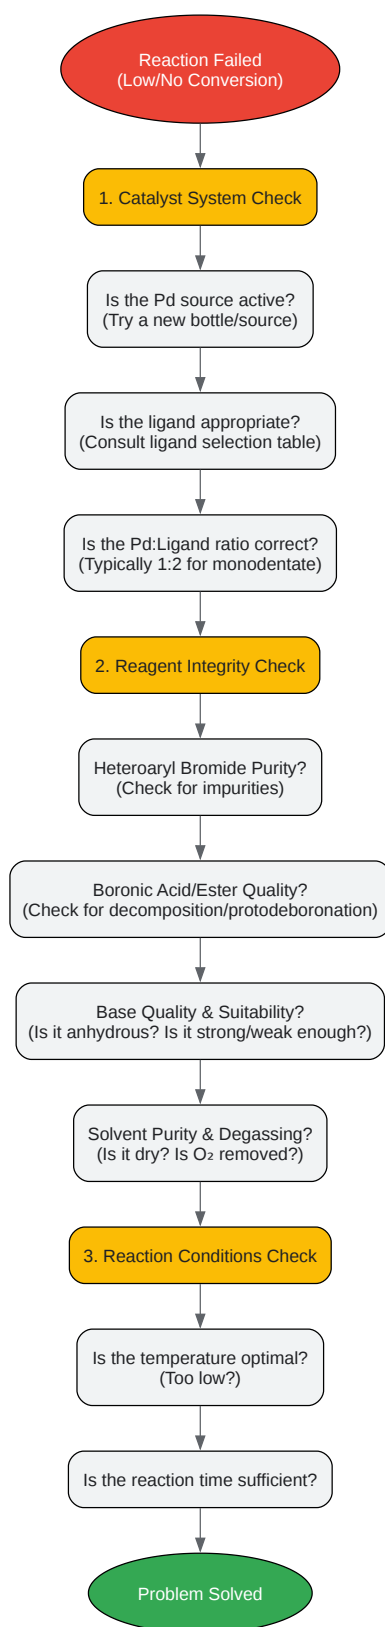 Reaction Failed
(Low/No Conversion)
1. Catalyst System Check
Is the Pd source active?
(Try a new bottle/source)
Is the ligand appropriate?
(Consult ligand selection table)
Is the Pd:Ligand ratio correct?
(Typically 1:2 for monodentate)
2. Reagent Integrity Check
Heteroaryl Bromide Purity?
(Check for impurities)
Boronic Acid/Ester Quality?
(Check for decomposition/protodeboronation)
Base Quality & Suitability?
(Is it anhydrous? Is it strong/weak enough?)
Solvent Purity & Degassing?
(Is it dry? Is O₂ removed?)
3. Reaction Conditions Check
Is the temperature optimal?
(Too low?)
Is the reaction time sufficient?
Problem Solved